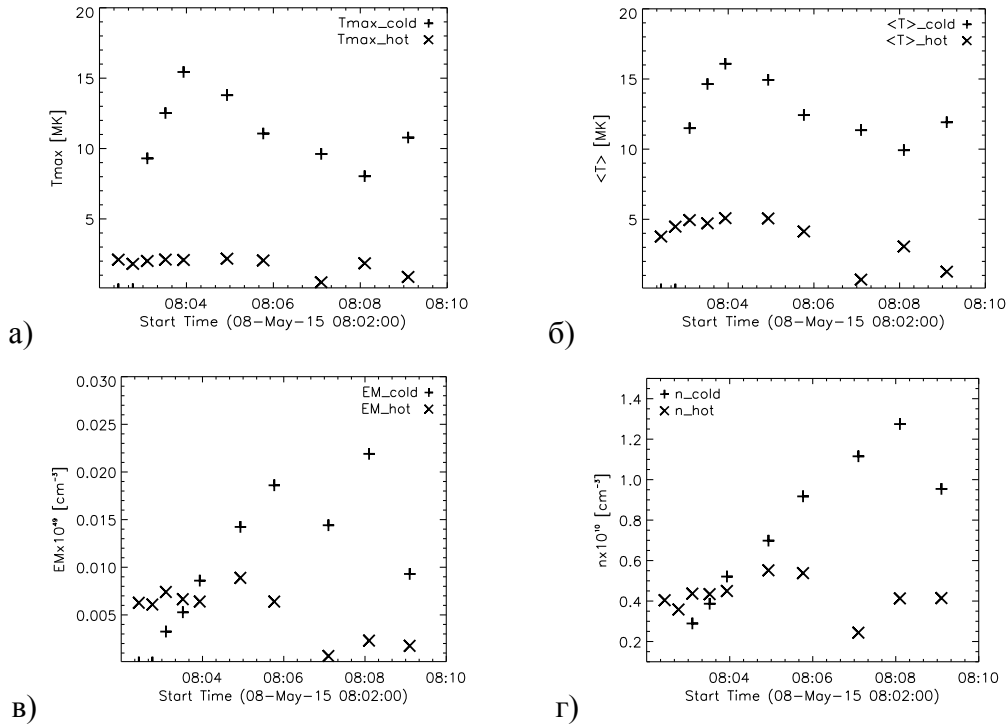 20
15
10
5
Tmax [MK]
Tmax_cold +
Tmax_hot ×
08:04 08:06 08:08 08:10
Start Time (08-May-15 08:02:00)
а)
20
15
10
5
<T> [MK]
<T>_cold +
<T>_hot ×
08:04 08:06 08:08 08:10
Start Time (08-May-15 08:02:00)
б)
0.030
0.025
0.020
0.015
0.010
0.005
EM×10⁴⁹ [cm⁻³]
EM_cold +
EM_hot ×
08:04 08:06 08:08 08:10
Start Time (08-May-15 08:02:00)
в)
1.4
1.2
1.0
0.8
0.6
0.4
0.2
n×10¹⁰ [cm⁻³]
+ n_cold
× n_hot
08:04 08:06 08:08 08:10
Start Time (08-May-15 08:02:00)
г)